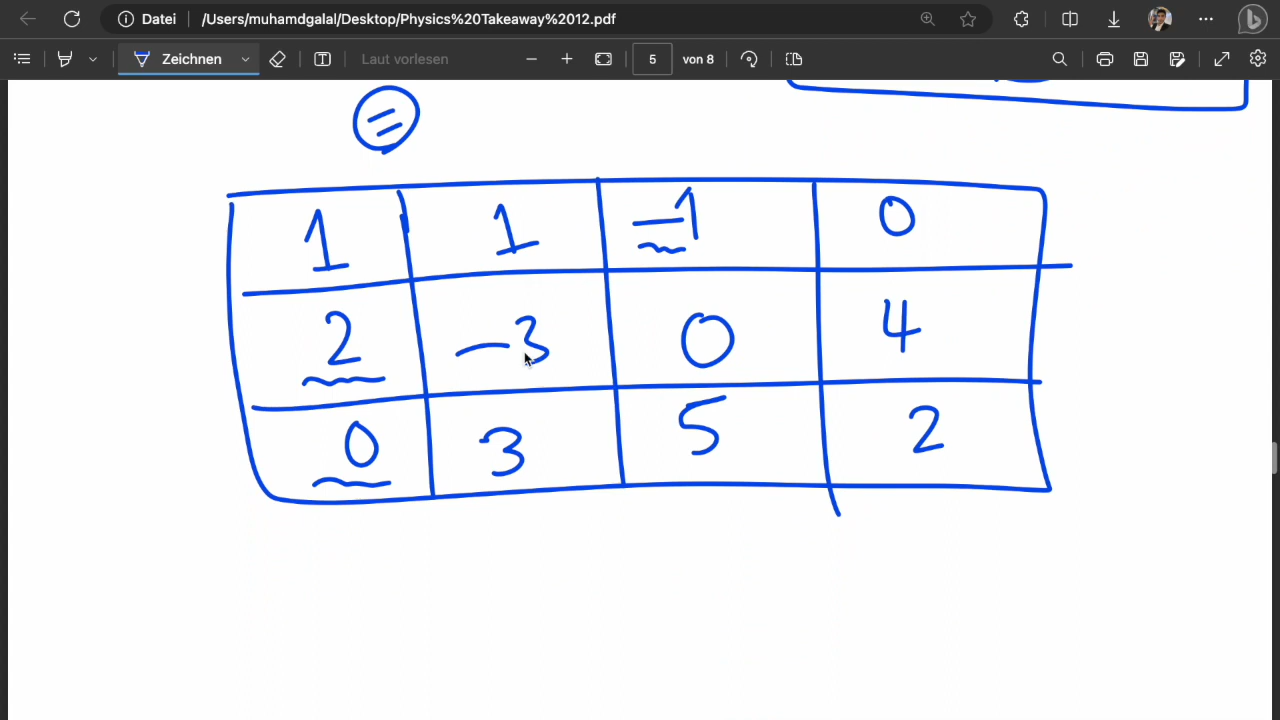 Datei /Users/muhamdgalal/Desktop/Physics%20Takeaway%2012.pdf
Zeichnen Laut vorlesen 5 von 8
=
1 1 -1 0
2 -3 0 4
0 3 5 2